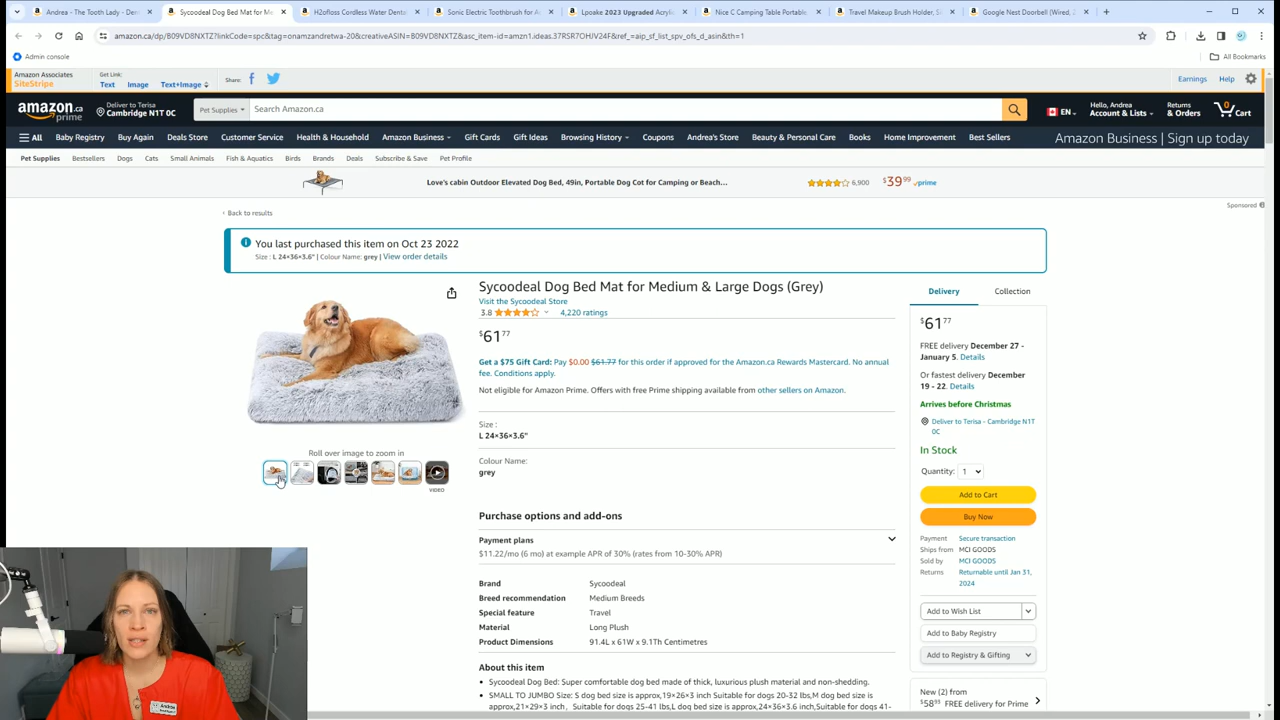 Andrea - The Tooth Lady - Den
Sycoodeal Dog Bed Mat for Me
H2ofloss Cordless Water Denta
Sonic Electric Toothbrush for A
Lpoake 2023 Upgraded Acrylic
Nice C Camping Table Portable
Travel Makeup Brush Holder, S
Google Nest Doorbell (Wired, 2
amazon.ca/dp/B09VD8NXTZ?linkCode=spc&tag=onamzandretwa-20&creativeASIN=B09VD8NXTZ&asc_item-id=amzn1.ideas.37RSR7OHJV24F&ref_=aip_sf_list_spv_ofs_d_asin&th=1
Admin console
All Bookmarks
Amazon Associates
SiteStripe
Get Link:
Text Image Text+Image
Share:
Earnings Help
amazon.ca
prime
Deliver to Terisa
Cambridge N1T 0C
Pet Supplies
Search Amazon.ca
EN
Hello, Andrea
Account & Lists
Returns
& Orders
0
Cart
All Baby Registry Buy Again Deals Store Customer Service Health & Household Amazon Business Gift Cards Gift Ideas Browsing History Coupons Andrea's Store Beauty & Personal Care Books Home Improvement Best Sellers
Amazon Business | Sign up today
Pet Supplies Bestsellers Dogs Cats Small Animals Fish & Aquatics Birds Brands Deals Subscribe & Save Pet Profile
Love's cabin Outdoor Elevated Dog Bed, 49in, Portable Dog Cot for Camping or Beach...
6,900
$39 99 prime
Sponsored
‹ Back to results
You last purchased this item on Oct 23 2022
Size : L 24×36×3.6" | Colour Name: grey | View order details
Roll over image to zoom in
VIDEO
Sycoodeal Dog Bed Mat for Medium & Large Dogs (Grey)
Visit the Sycoodeal Store
3.8 4,220 ratings
$61 77
Get a $75 Gift Card: Pay $0.00 $61.77 for this order if approved for the Amazon.ca Rewards Mastercard. No annual
fee. Conditions apply.
Not eligible for Amazon Prime. Offers with free Prime shipping available from other sellers on Amazon.
Size :
L 24×36×3.6"
Colour Name:
grey
Purchase options and add-ons
Payment plans
$11.22/mo (6 mo) at example APR of 30% (rates from 10-30% APR)
Brand Sycoodeal
Breed recommendation Medium Breeds
Special feature Travel
Material Long Plush
Product Dimensions 91.4L x 61W x 9.1Th Centimetres
About this item
• Sycoodeal Dog Bed: Super comfortable dog bed made of thick, luxurious plush material and non-shedding.
• SMALL TO JUMBO Size: S dog bed size is approx,19×26×3 inch Suitable for dogs 20-32 lbs,M dog bed size is
approx,21×29×3 inch, Suitable for dogs 25-41 lbs,L dog bed size is approx,24×36×3.6 inch,Suitable for dogs 41-
Delivery
Collection
$61 77
FREE delivery December 27 -
January 5. Details
Or fastest delivery December
19 - 22. Details
Arrives before Christmas
Deliver to Terisa - Cambridge N1T
0C
In Stock
Quantity: 1
Add to Cart
Buy Now
Payment Secure transaction
Ships from MCI GOODS
Sold by MCI GOODS
Returns Returnable until Jan 31,
2024
Add to Wish List
Add to Baby Registry
Add to Registry & Gifting
New (2) from
$58 99 FREE delivery for Prime
Andrea